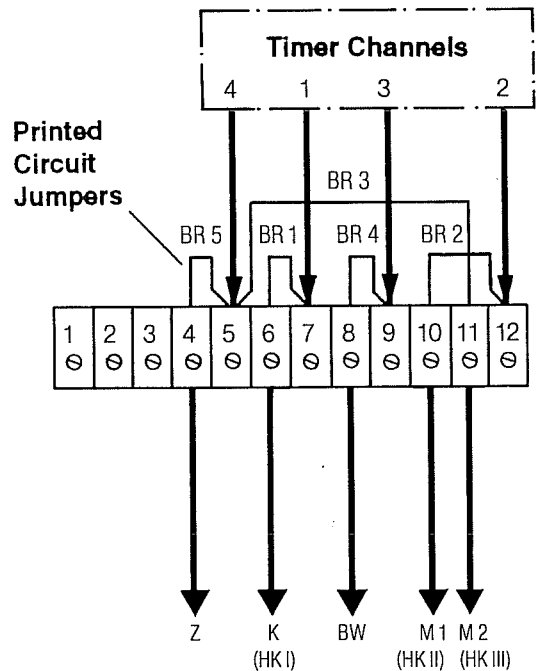 Timer Channels
4 1 3 2
Printed
Circuit
Jumpers
BR 3
BR 5 BR 1 BR 4 BR 2
1 2 3 4 5 6 7 8 9 10 11 12
Z K BW M 1 M 2
(HK I) (HK II) (HK III)